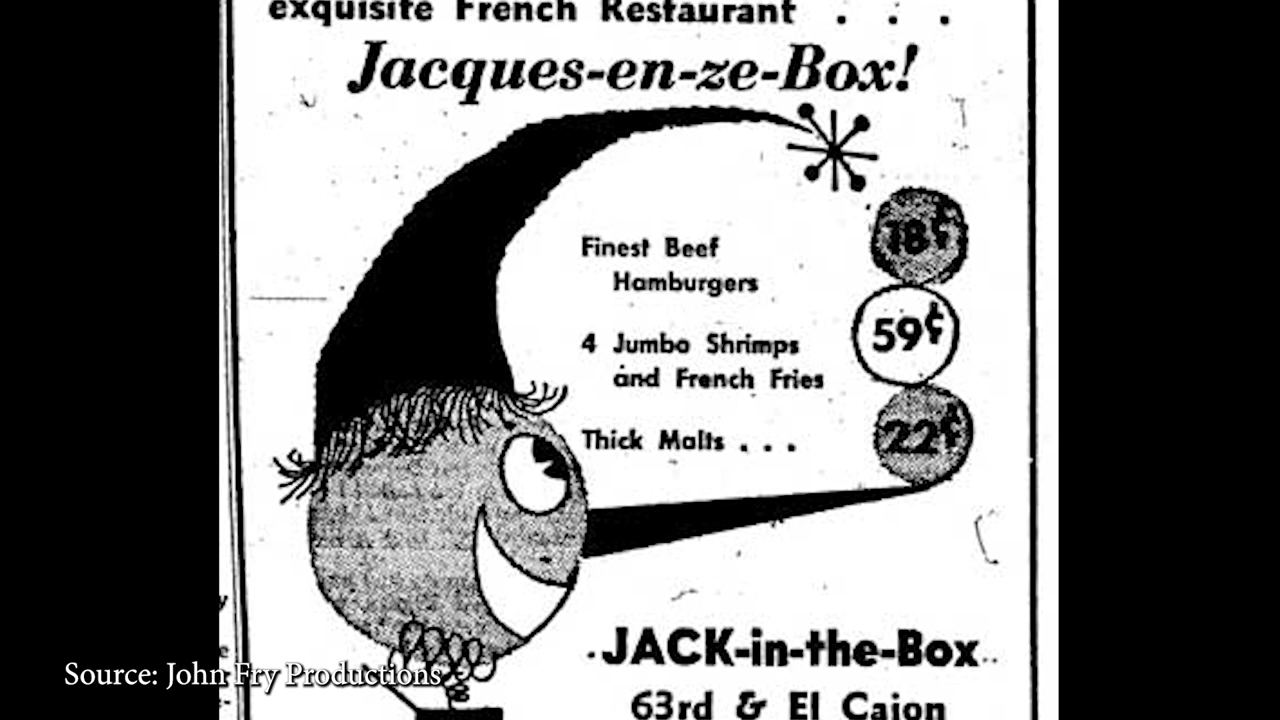 exquisite French Restaurant . . .
Jacques-en-ze-Box!
Finest Beef
Hamburgers
18¢
4 Jumbo Shrimps
and French Fries
59¢
Thick Malts . . .
22¢
JACK-in-the-Box
63rd & El Cajon
Source: John Fry Productions